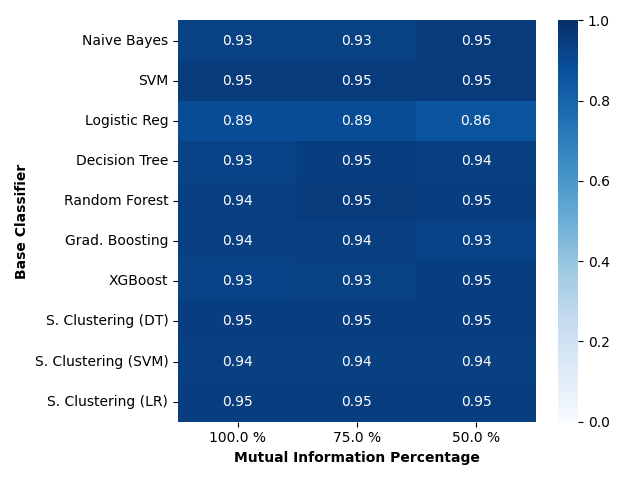 Base Classifier
Naive Bayes 0.93 0.93 0.95
SVM 0.95 0.95 0.95
Logistic Reg 0.89 0.89 0.86
Decision Tree 0.93 0.95 0.94
Random Forest 0.94 0.95 0.95
Grad. Boosting 0.94 0.94 0.93
XGBoost 0.93 0.93 0.95
S. Clustering (DT) 0.95 0.95 0.95
S. Clustering (SVM) 0.94 0.94 0.94
S. Clustering (LR) 0.95 0.95 0.95
100.0 % 75.0 % 50.0 %
Mutual Information Percentage
1.0
0.8
0.6
0.4
0.2
0.0